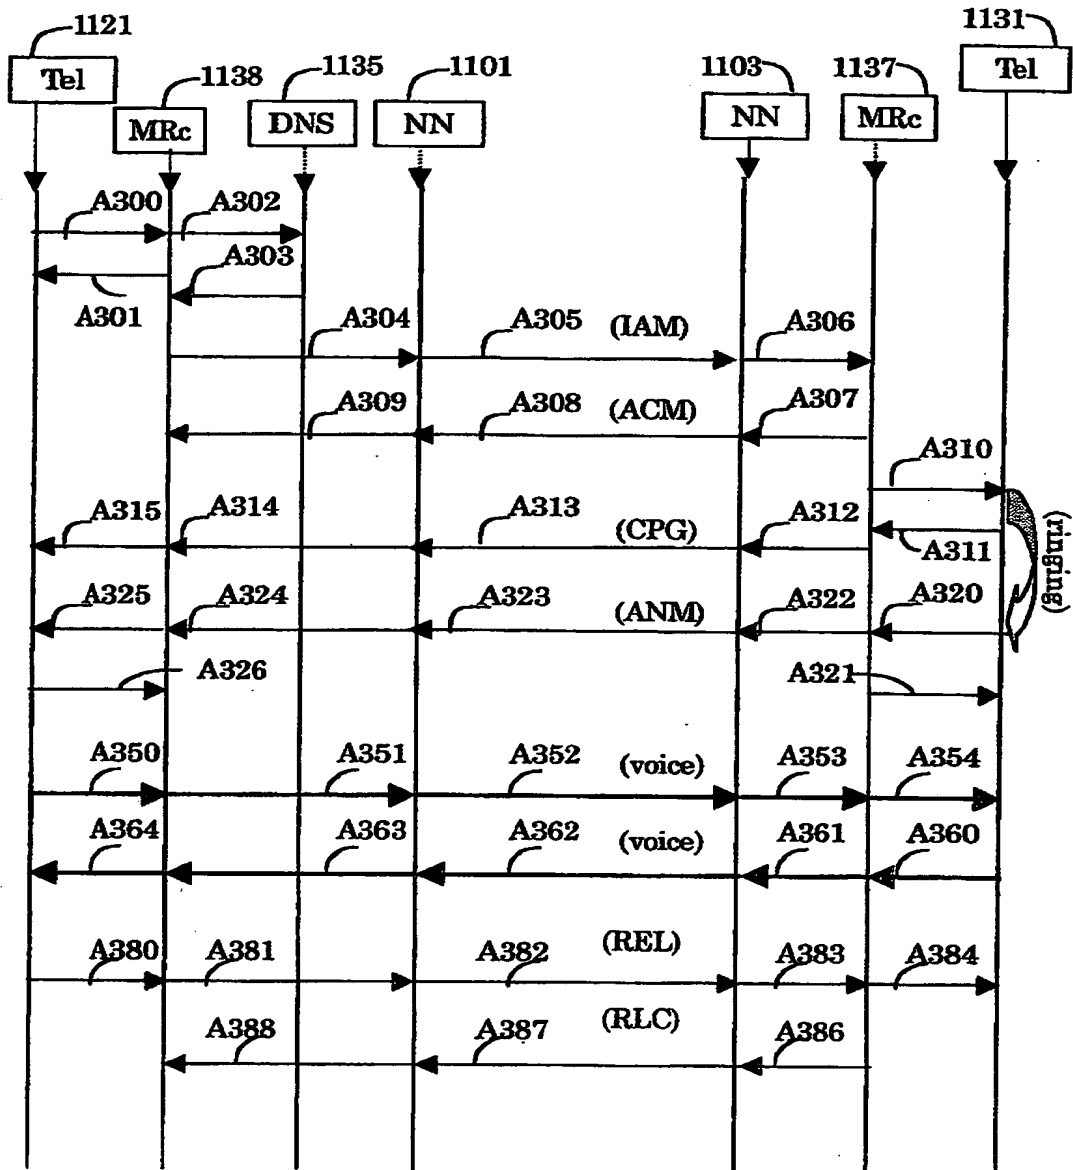 1121
1131
Tel
1138
1135
1101
1103
1137
Tel
MRc
DNS
NN
NN
MRc
A300
A302
A303
A301
A304
A305
(IAM)
A306
A309
A308
(ACM)
A307
A310
A315
A314
A313
(CPG)
A312
A311
(ringing)
A325
A324
A323
(ANM)
A322
A320
A326
A321
A350
A351
A352
(voice)
A353
A354
A364
A363
A362
(voice)
A361
A360
A380
A381
A382
(REL)
A383
A384
A388
A387
(RLC)
A386